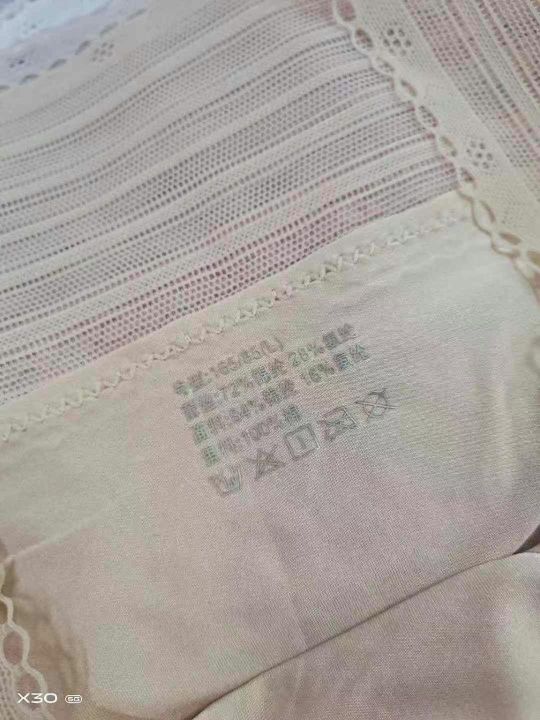 号型:165/85(L)
面料:72%锦纶 28%氨纶
面料:84%锦纶 16%氨纶
里料:100%棉
X30 5G